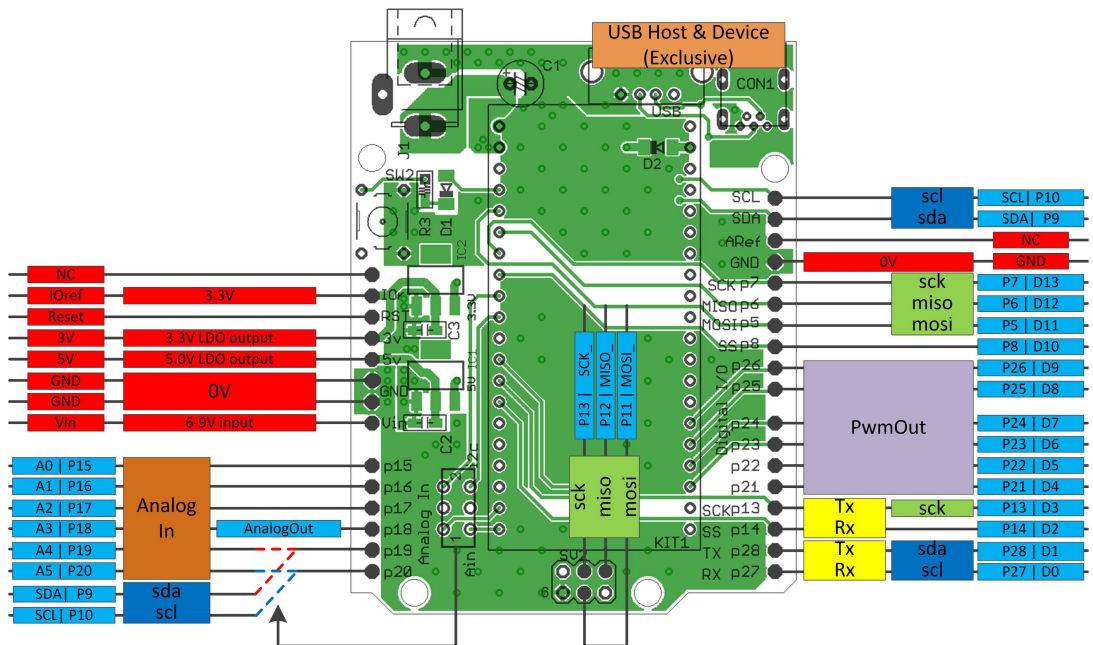 USB Host & Device
(Exclusive)
C1
CON1
USB
J1
D2
SW2
R3
D1
IC2
SCL
scl
SCL| P10
SDA
sda
SDA| P9
ARef
NC
GND
0V
GND
NC
IOref
3.3V
IOr
Reset
RST
3V
3.3V LDO output
3v
5V
5.0V LDO output
5v
GND
0V
GND
GND
Vin
6-9V input
Vin
3.3V
C3
5V
IC1
C2
I2c
SCK p7
sck
P7 | D13
MISO p6
miso
P6 | D12
MOSI p5
mosi
P5 | D11
SS p8
P8 | D10
p26
P26 | D9
p25
P25 | D8
PwmOut
p24
P24 | D7
p23
P23 | D6
p22
P22 | D5
p21
P21 | D4
Digital I/O
P13 | SCK_
P12 |MISO_
P11 |MOSI_
sck
miso
mosi
A0 | P15
p15
A1 | P16
p16
A2 | P17
p17
A3 | P18
AnalogOut
p18
A4 | P19
p19
A5 | P20
p20
Analog
In
SDA| P9
sda
SCL| P10
scl
Analog In
2
1
Ain
SCK p13
Tx
sck
P13 | D3
SS p14
Rx
P14 | D2
TX p28
Tx
sda
P28 | D1
RX p27
Rx
scl
P27 | D0
KIT1
6